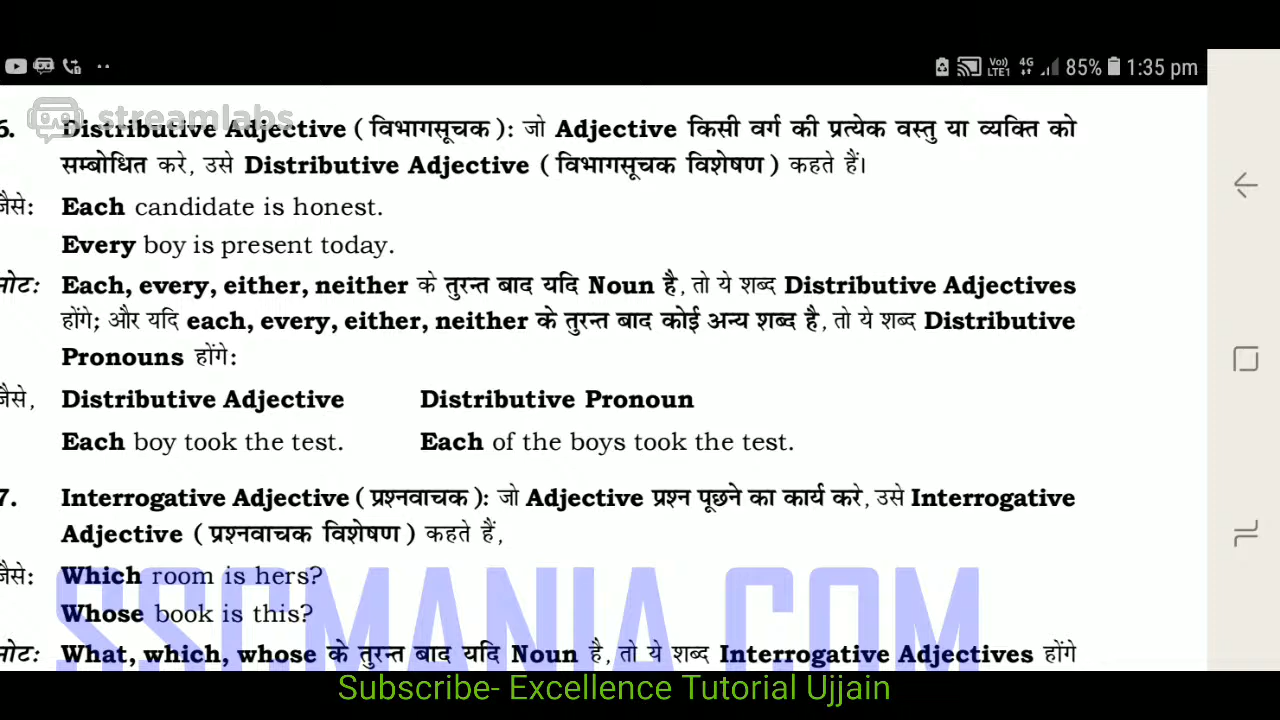 85% 1:35 pm
streamlabs
6. Distributive Adjective (विभागसूचक): जो Adjective किसी वर्ग की प्रत्येक वस्तु या व्यक्ति को
सम्बोधित करे, उसे Distributive Adjective (विभागसूचक विशेषण) कहते हैं।
जैसे: Each candidate is honest.
Every boy is present today.
नोट: Each, every, either, neither के तुरन्त बाद यदि Noun है, तो ये शब्द Distributive Adjectives
होंगे; और यदि each, every, either, neither के तुरन्त बाद कोई अन्य शब्द है, तो ये शब्द Distributive
Pronouns होंगे:
जैसे, Distributive Adjective Distributive Pronoun
Each boy took the test. Each of the boys took the test.
7. Interrogative Adjective (प्रश्नवाचक): जो Adjective प्रश्न पूछने का कार्य करे, उसे Interrogative
Adjective (प्रश्नवाचक विशेषण) कहते हैं,
जैसे: Which room is hers?
Whose book is this?
SSCMANIA.COM
नोट: What, which, whose के तुरन्त बाद यदि Noun है, तो ये शब्द Interrogative Adjectives होंगे
Subscribe- Excellence Tutorial Ujjain